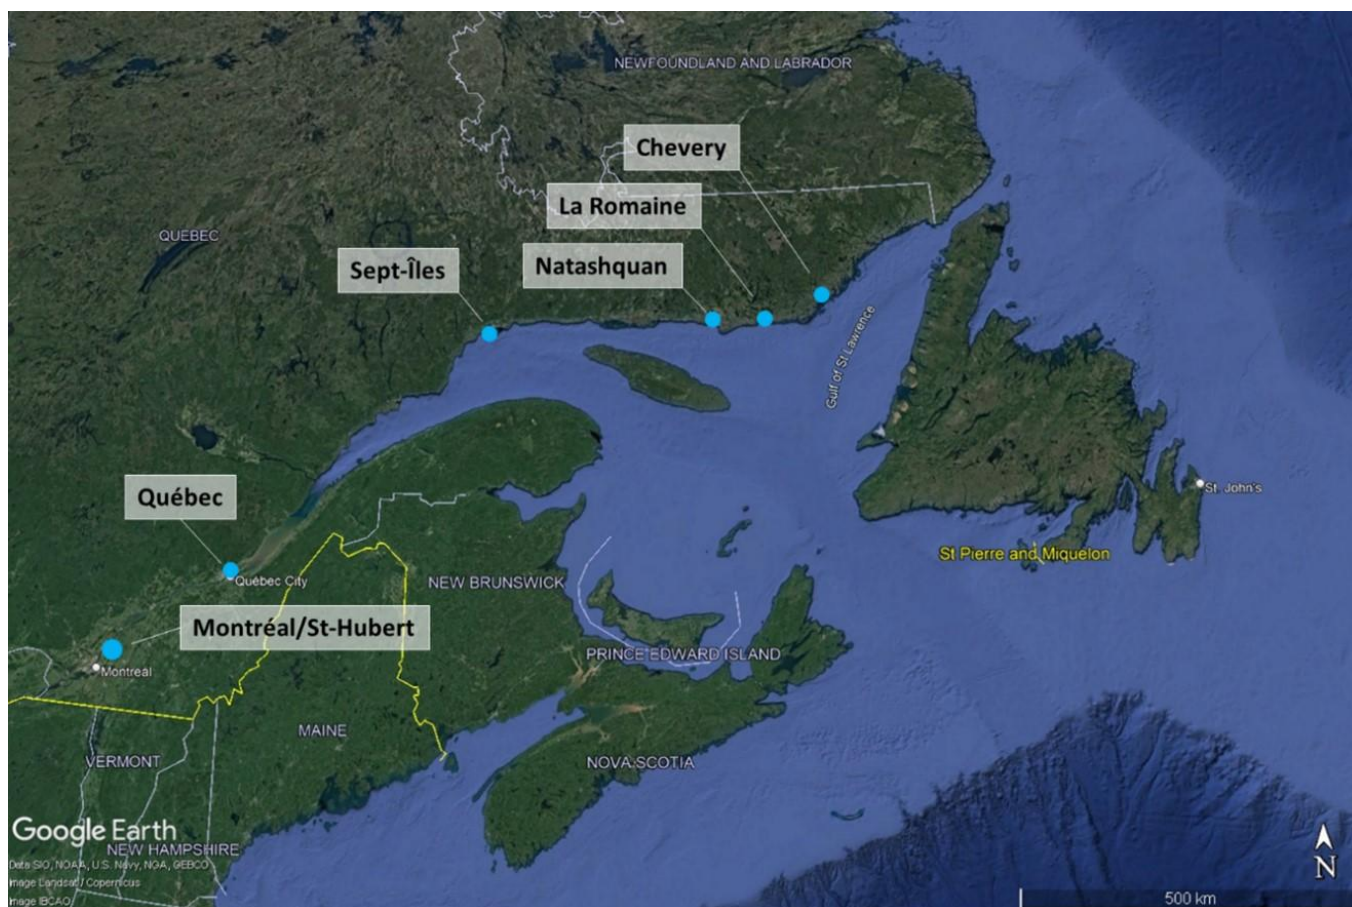 NEWFOUNDLAND AND LABRADOR
Chevery
La Romaine
QUEBEC
Natashquan
Sept-Îles
Gulf of St Lawrence
Québec
St. John's
St Pierre and Miquelon
Québec City
NEW BRUNSWICK
Montréal/St-Hubert
PRINCE EDWARD ISLAND
Montreal
MAINE
VERMONT
NOVA SCOTIA
Google Earth
NEW HAMPSHIRE
Data SIO, NOAA, U.S. Navy, NGA, GEBCO
Image Landsat / Copernicus
Image IBCAO
N
500 km